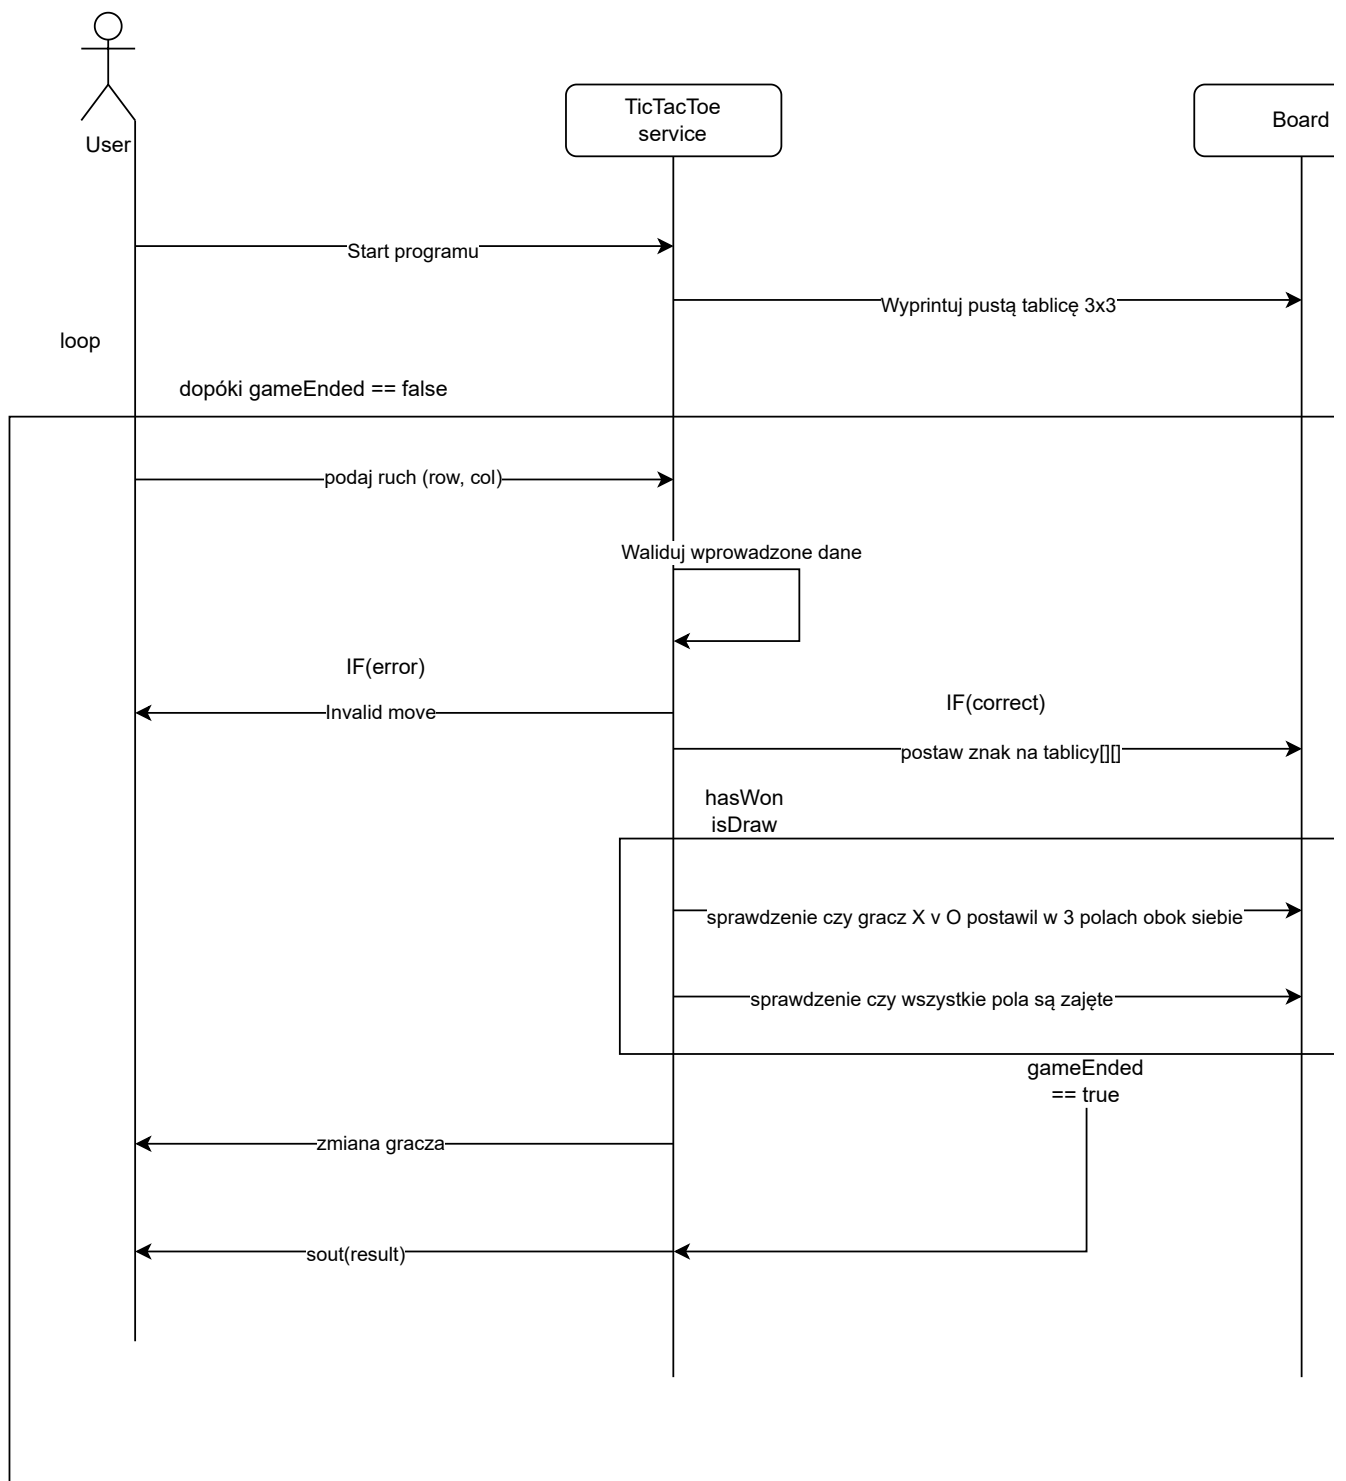 User
TicTacToe
service
Board
Start programu
Wyprintuj pustą tablicę 3x3
loop
dopóki gameEnded == false
podaj ruch (row, col)
Waliduj wprowadzone dane
IF(error)
Invalid move
IF(correct)
postaw znak na tablicy[][]
hasWon
isDraw
sprawdzenie czy gracz X v O postawil w 3 polach obok siebie
sprawdzenie czy wszystkie pola są zajęte
gameEnded
== true
zmiana gracza
sout(result)